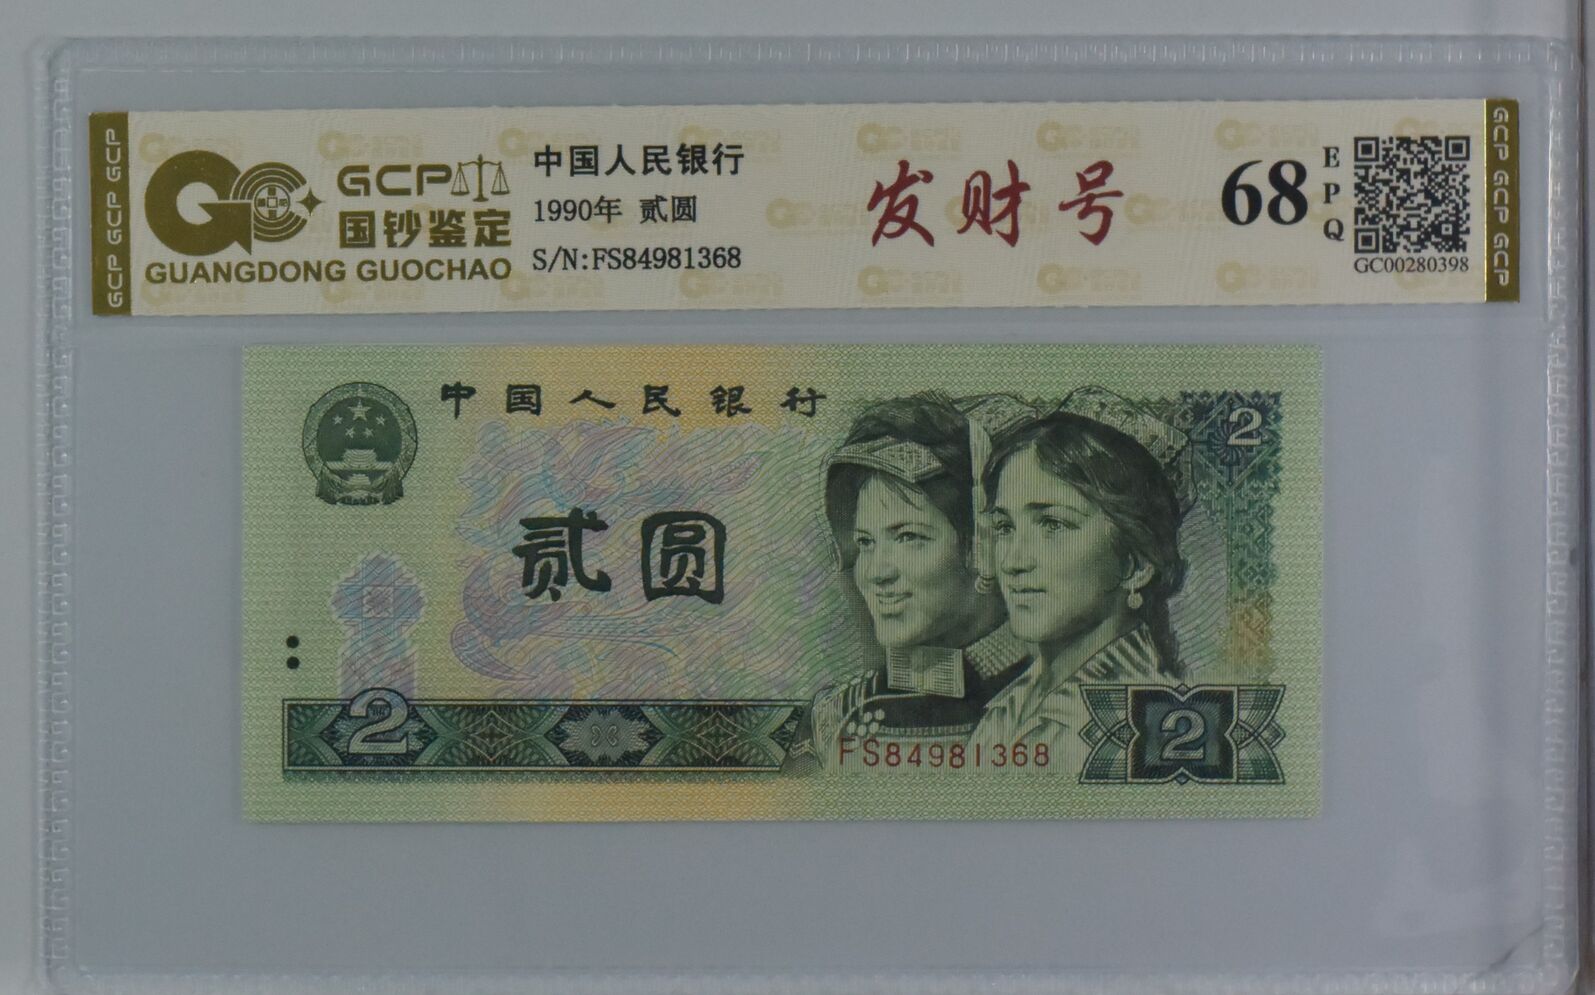 GCP GCP GCP
GCP
国钞鉴定
GUANGDONG GUOCHAO
中国人民银行
1990年 贰圆
S/N:FS84981368
发财号
68
EPQ
GC00280398
GCP GCP GCP
中国人民银行
2
贰圆
2
FS84981368
2